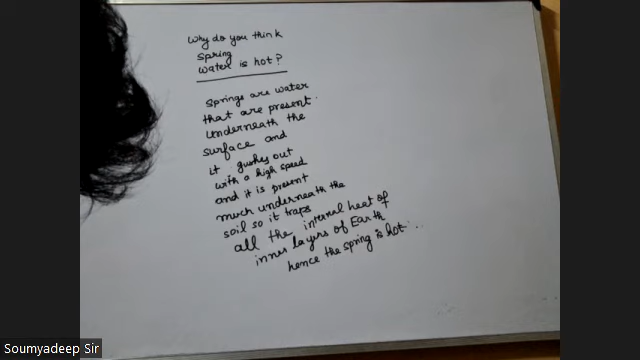 Why do you think
Spring
Water is hot?
Springs are water
that are present.
Underneath the
surface and
it gushes out
with a high speed
and it is present
much underneath the
soil so it traps
all the internal heat of
inner layers of Earth
hence the spring is hot.
Soumyadeep Sir